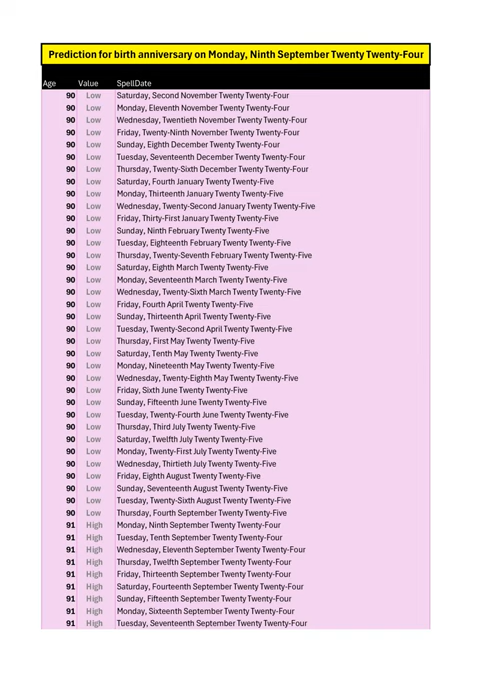 Prediction for birth anniversary on Monday, Ninth September Twenty Twenty-Four
Age Value SpellDate
90 Low Saturday, Second November Twenty Twenty-Four
90 Low Monday, Eleventh November Twenty Twenty-Four
90 Low Wednesday, Twentieth November Twenty Twenty-Four
90 Low Friday, Twenty-Ninth November Twenty Twenty-Four
90 Low Sunday, Eighth December Twenty Twenty-Four
90 Low Tuesday, Seventeenth December Twenty Twenty-Four
90 Low Thursday, Twenty-Sixth December Twenty Twenty-Four
90 Low Saturday, Fourth January Twenty Twenty-Five
90 Low Monday, Thirteenth January Twenty Twenty-Five
90 Low Wednesday, Twenty-Second January Twenty Twenty-Five
90 Low Friday, Thirty-First January Twenty Twenty-Five
90 Low Sunday, Ninth February Twenty Twenty-Five
90 Low Tuesday, Eighteenth February Twenty Twenty-Five
90 Low Thursday, Twenty-Seventh February Twenty Twenty-Five
90 Low Saturday, Eighth March Twenty Twenty-Five
90 Low Monday, Seventeenth March Twenty Twenty-Five
90 Low Wednesday, Twenty-Sixth March Twenty Twenty-Five
90 Low Friday, Fourth April Twenty Twenty-Five
90 Low Sunday, Thirteenth April Twenty Twenty-Five
90 Low Tuesday, Twenty-Second April Twenty Twenty-Five
90 Low Thursday, First May Twenty Twenty-Five
90 Low Saturday, Tenth May Twenty Twenty-Five
90 Low Monday, Nineteenth May Twenty Twenty-Five
90 Low Wednesday, Twenty-Eighth May Twenty Twenty-Five
90 Low Friday, Sixth June Twenty Twenty-Five
90 Low Sunday, Fifteenth June Twenty Twenty-Five
90 Low Tuesday, Twenty-Fourth June Twenty Twenty-Five
90 Low Thursday, Third July Twenty Twenty-Five
90 Low Saturday, Twelfth July Twenty Twenty-Five
90 Low Monday, Twenty-First July Twenty Twenty-Five
90 Low Wednesday, Thirtieth July Twenty Twenty-Five
90 Low Friday, Eighth August Twenty Twenty-Five
90 Low Sunday, Seventeenth August Twenty Twenty-Five
90 Low Tuesday, Twenty-Sixth August Twenty Twenty-Five
90 Low Thursday, Fourth September Twenty Twenty-Five
91 High Monday, Ninth September Twenty Twenty-Four
91 High Tuesday, Tenth September Twenty Twenty-Four
91 High Wednesday, Eleventh September Twenty Twenty-Four
91 High Thursday, Twelfth September Twenty Twenty-Four
91 High Friday, Thirteenth September Twenty Twenty-Four
91 High Saturday, Fourteenth September Twenty Twenty-Four
91 High Sunday, Fifteenth September Twenty Twenty-Four
91 High Monday, Sixteenth September Twenty Twenty-Four
91 High Tuesday, Seventeenth September Twenty Twenty-Four